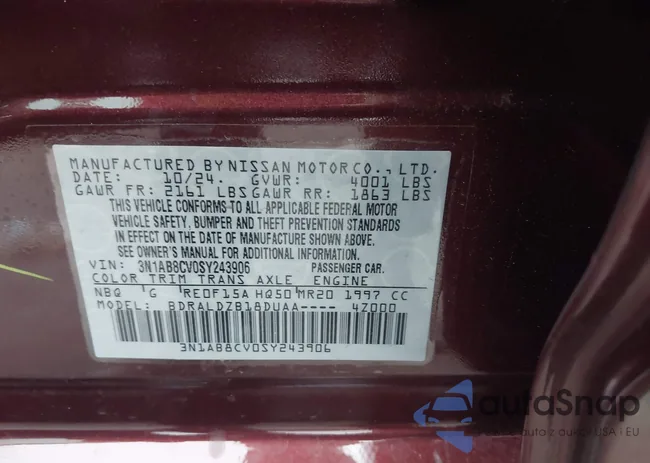 MANUFACTURED BY NISSAN MOTOR CO., LTD.
DATE: 10/24. GVWR: 4001 LBS
GAWR FR: 2161 LBS GAWR RR: 1863 LBS
THIS VEHICLE CONFORMS TO ALL APPLICABLE FEDERAL MOTOR
VEHICLE SAFETY, BUMPER AND THEFT PREVENTION STANDARDS
IN EFFECT ON THE DATE OF MANUFACTURE SHOWN ABOVE.
SEE OWNER'S MANUAL FOR ADDITIONAL INFORMATION.
VIN: 3N1AB8CV0SY243906 PASSENGER CAR.
COLOR TRIM TRANS AXLE ENGINE
NBQ G RE0F15A HQ50 MR20 1997 CC
MODEL: BDRALDZB18DUAA---- 4Z000
3N1AB8CV0SY243906
autoSnap
USA - EU